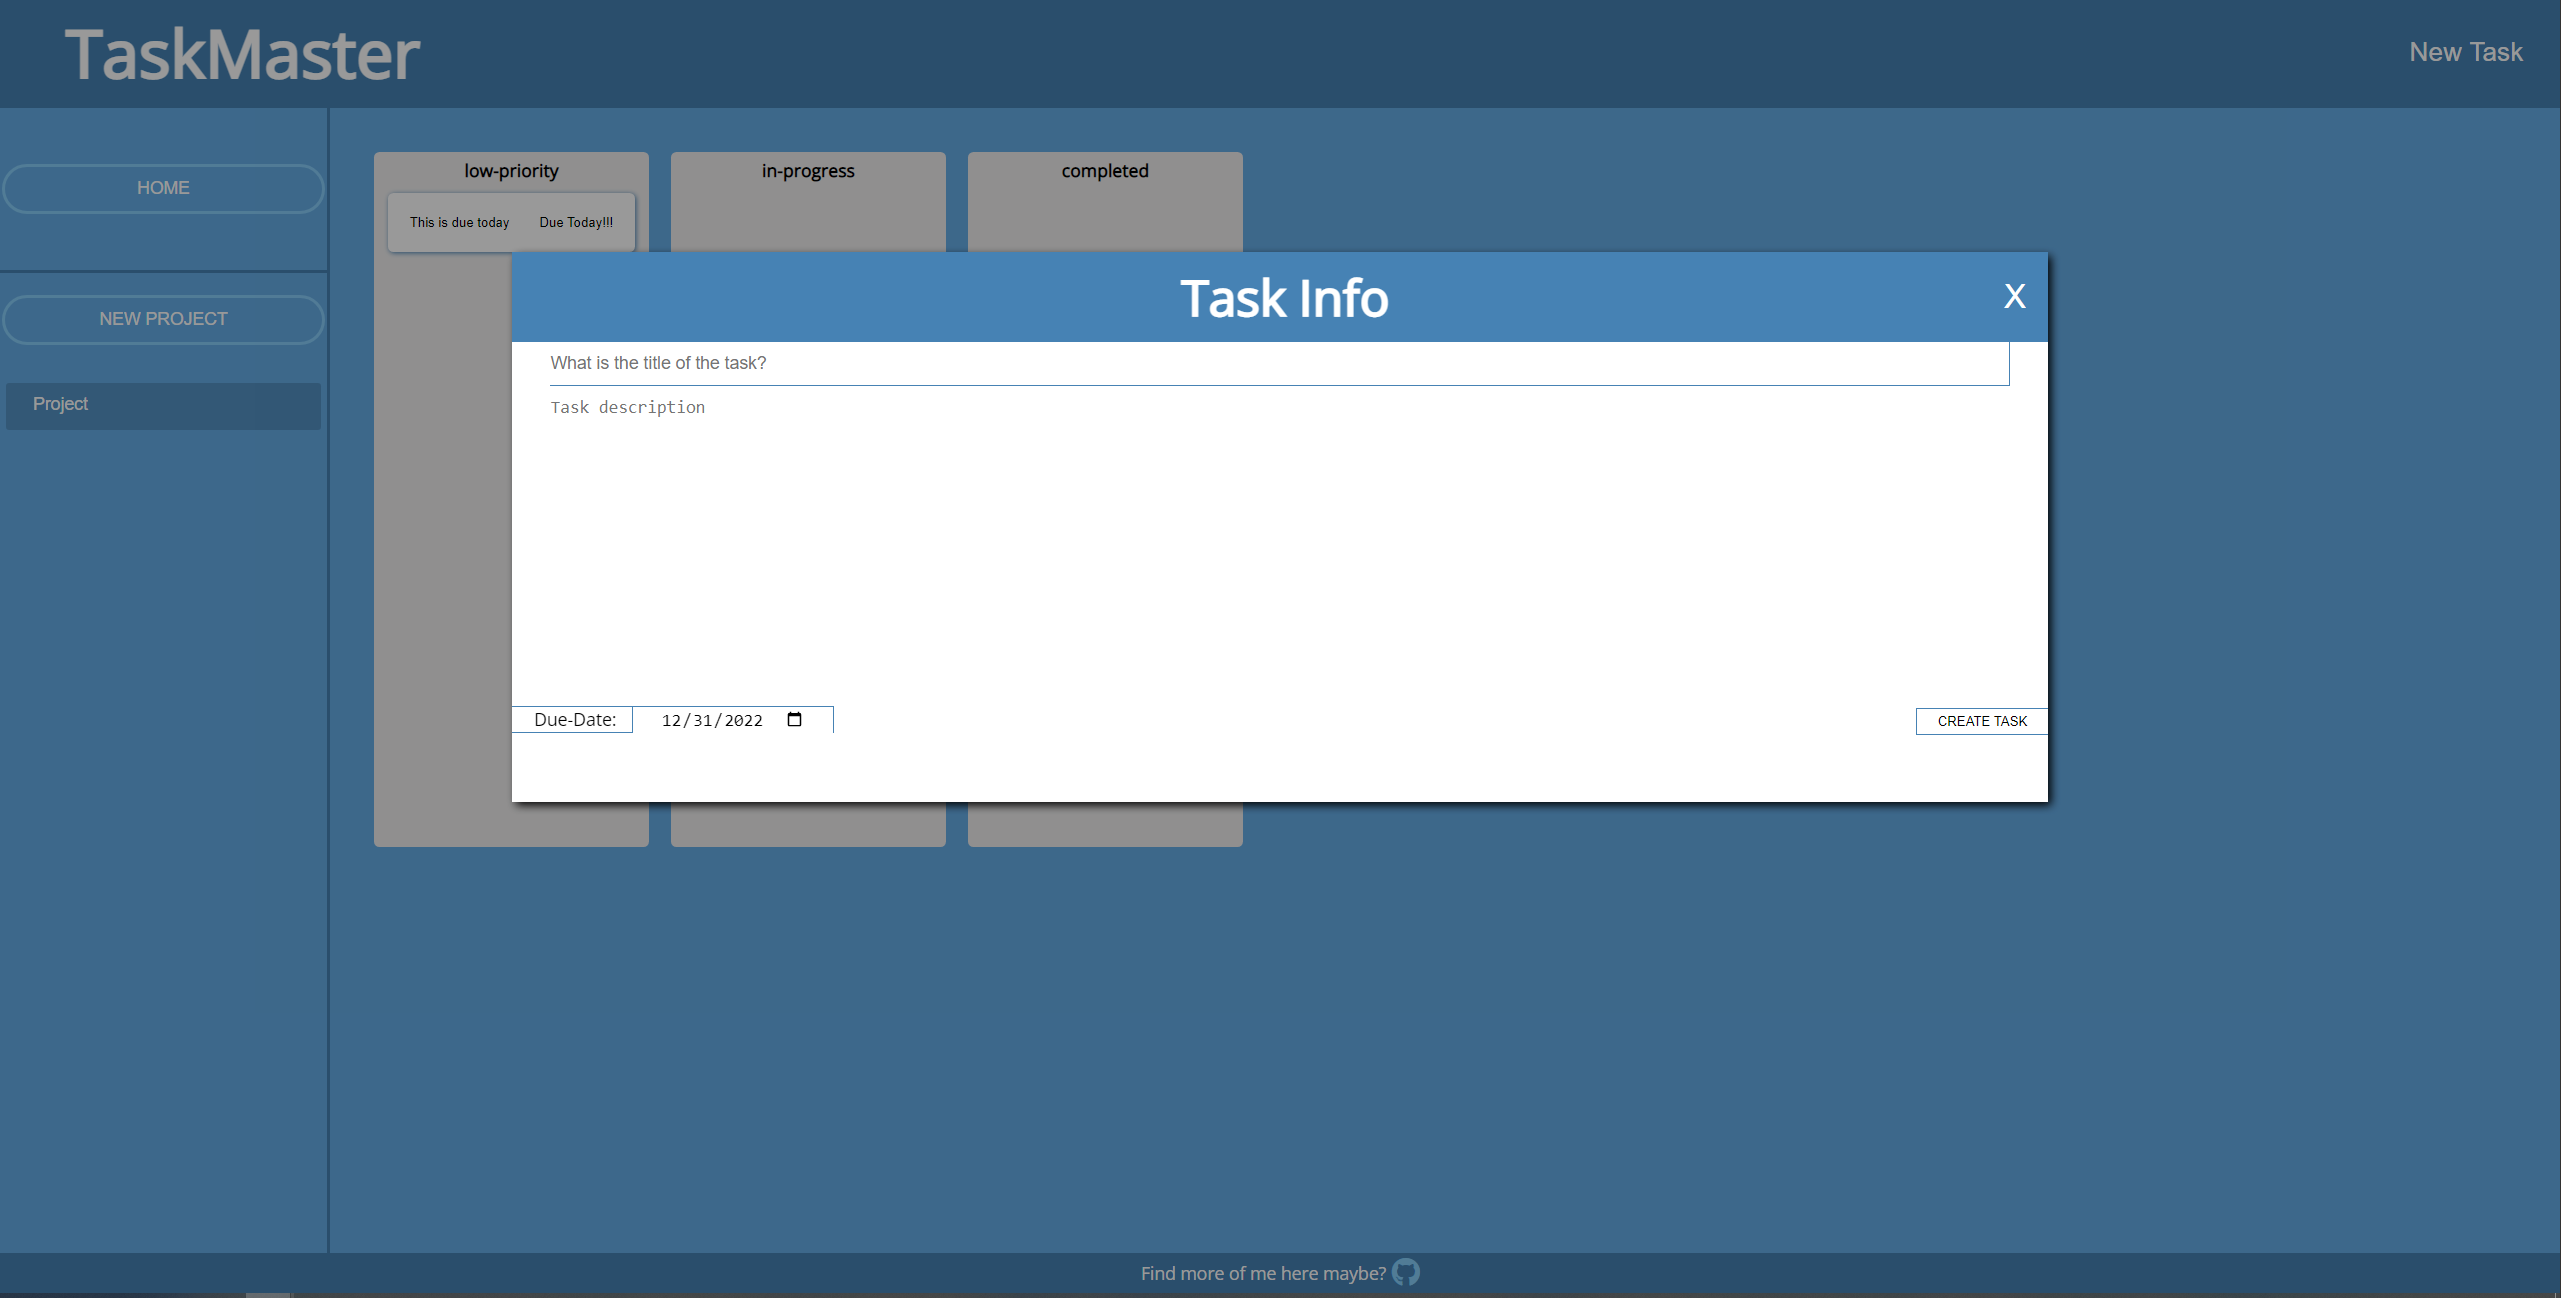 TaskMaster
New Task
HOME
NEW PROJECT
Project
low-priority
This is due today Due Today!!!
in-progress
completed
Task Info
X
What is the title of the task?
Task description
Due-Date: 12/31/2022
CREATE TASK
Find more of me here maybe?